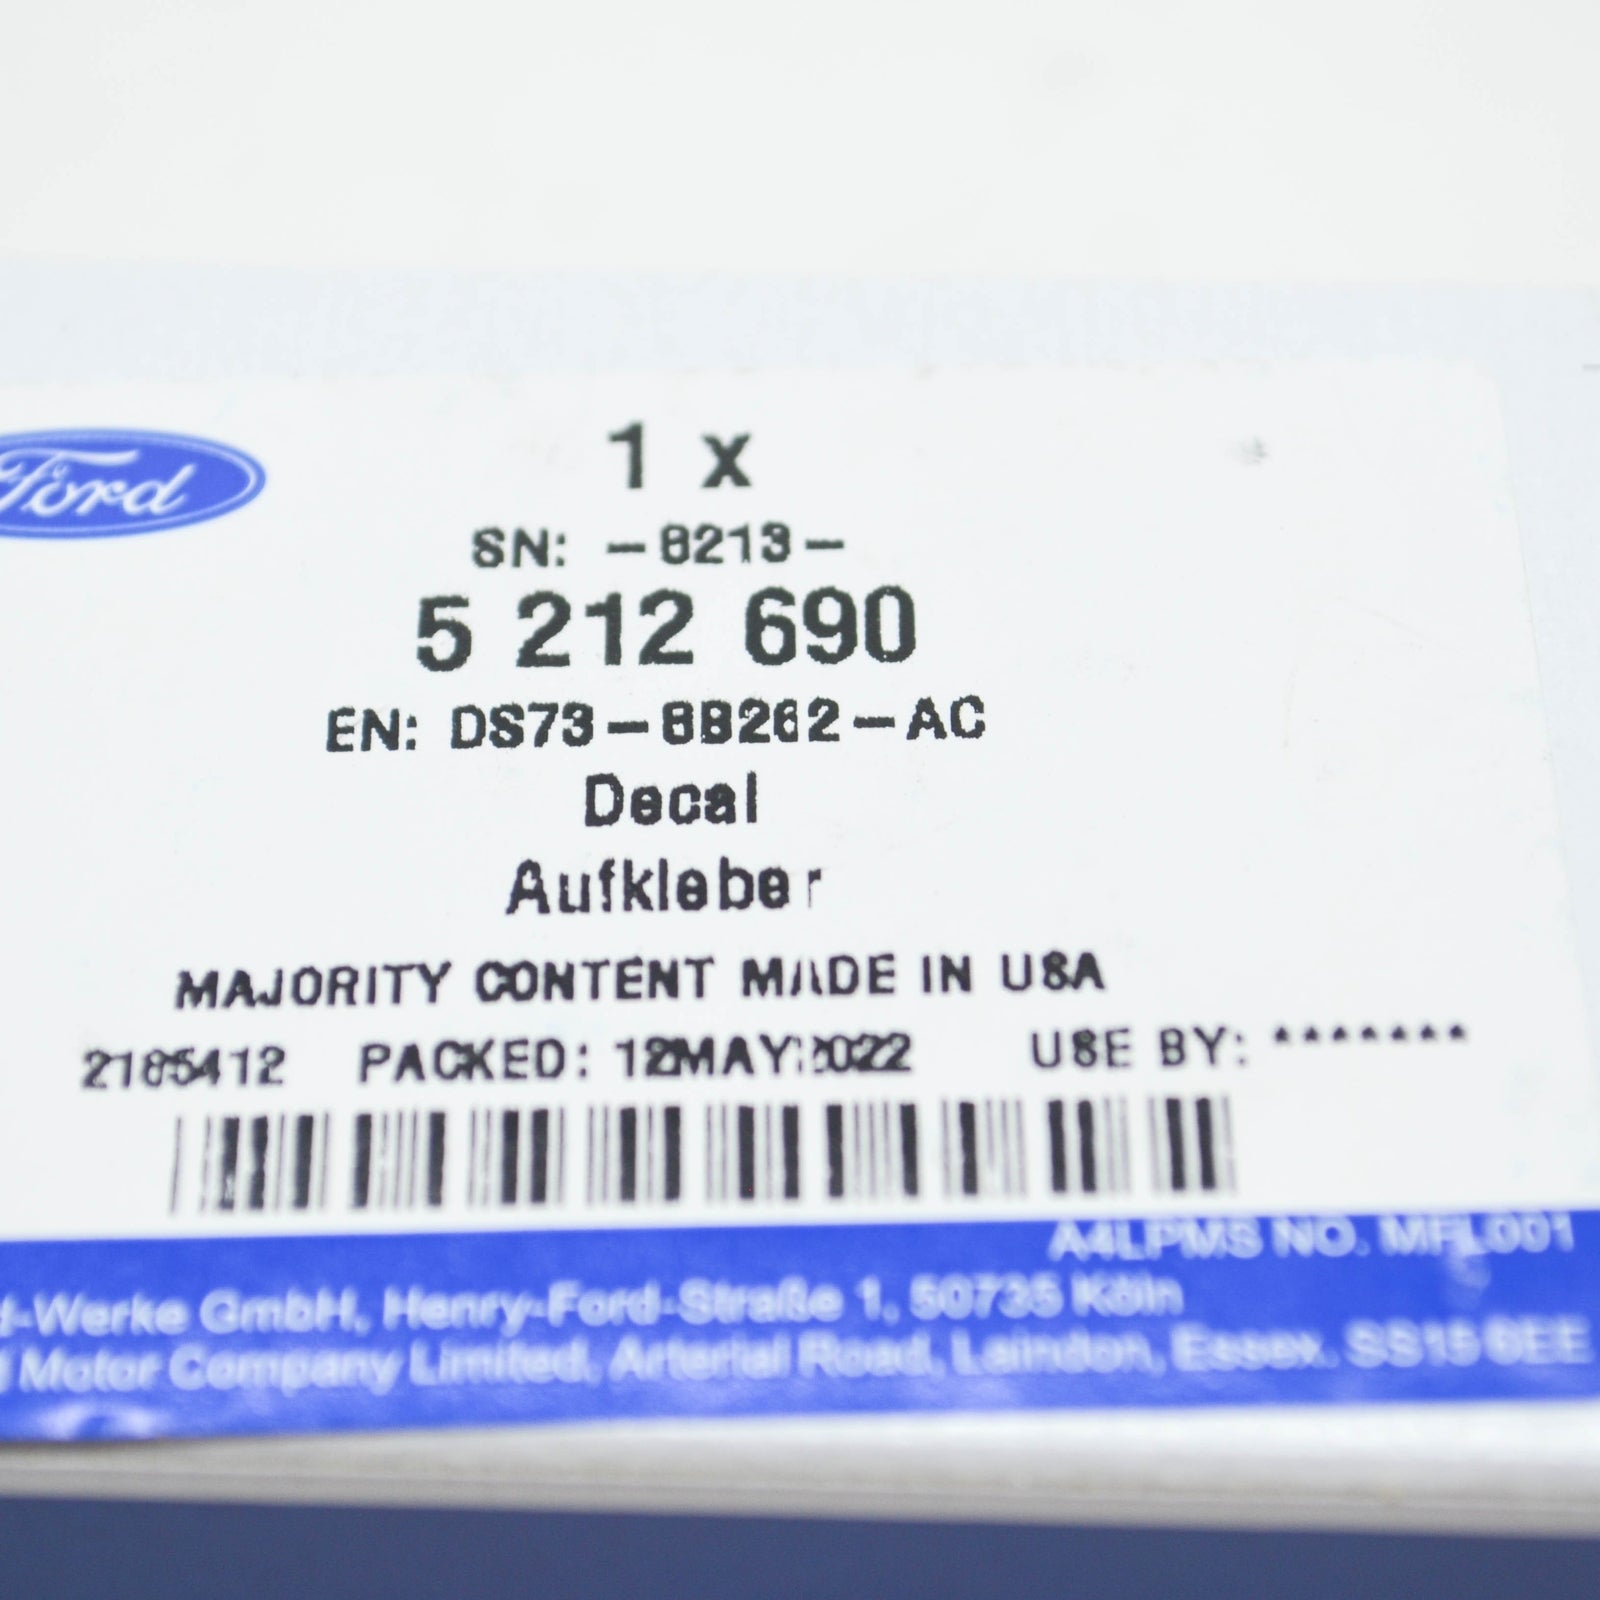 Ford
1 x
SN: -8213-
5 212 690
EN: DS73-8B262-AC
Decal
Aufkleber
MAJORITY CONTENT MADE IN USA
2185412 PACKED: 12MAY2022 USE BY: *******
A4LPMS NO. MFL001
d-Werke GmbH, Henry-Ford-Straße 1, 50735 Köln
d Motor Company Limited, Arterial Road, Laindon, Essex. SS15 6EE